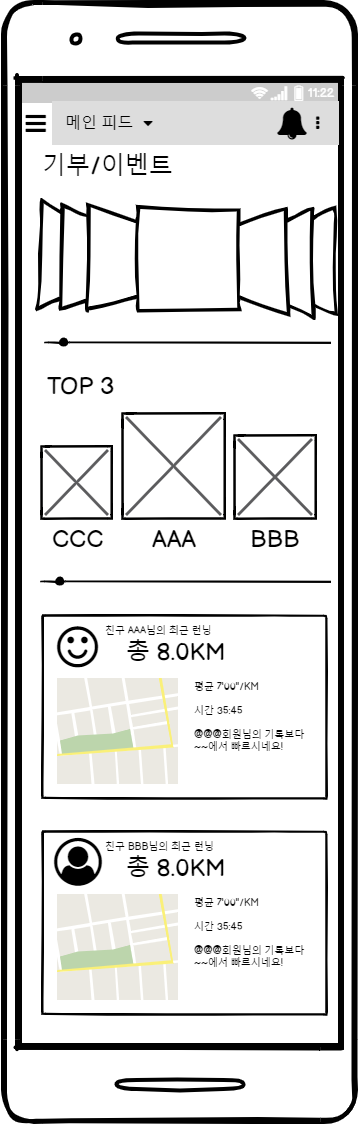 11:22
메인 피드
기부/이벤트
TOP 3
CCC AAA BBB
친구 AAA님의 최근 런닝
총 8.0KM
평균 7'00"/KM
시간 35:45
@@@회원님의 기록보다
~~에서 빠르시네요!
친구 BBB님의 최근 런닝
총 8.0KM
평균 7'00"/KM
시간 35:45
@@@회원님의 기록보다
~~에서 빠르시네요!